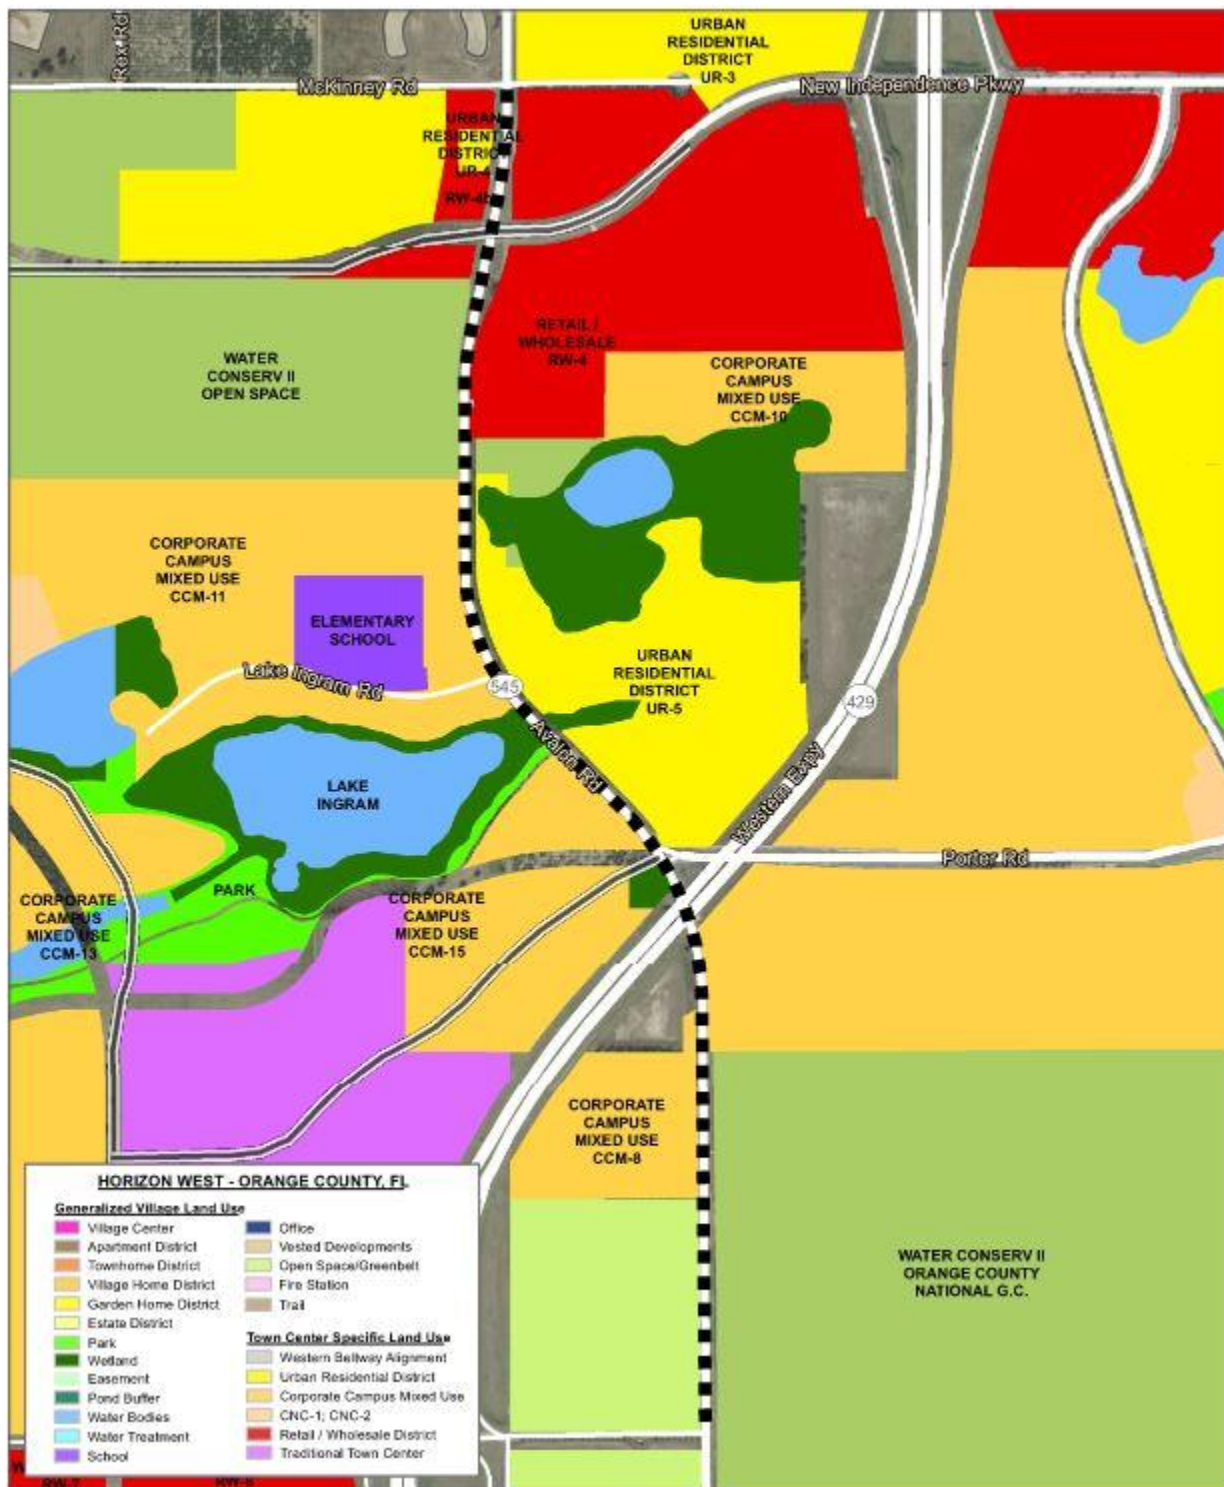 URBAN
RESIDENTIAL
DISTRICT
UR-3
Rex Rd
McKinney Rd
New Independence Pkwy
URBAN
RESIDENTIAL
DISTRICT
UR-4
RW-4b
RETAIL /
WHOLESALE
RW-4
WATER
CONSERV II
OPEN SPACE
CORPORATE
CAMPUS
MIXED USE
CCM-10
CORPORATE
CAMPUS
MIXED USE
CCM-11
ELEMENTARY
SCHOOL
Lake Ingram Rd
545
URBAN
RESIDENTIAL
DISTRICT
UR-5
429
Avalon Rd
Western Expy
LAKE
INGRAM
Porter Rd
PARK
CORPORATE
CAMPUS
MIXED USE
CCM-13
CORPORATE
CAMPUS
MIXED USE
CCM-15
CORPORATE
CAMPUS
MIXED USE
CCM-8
WATER CONSERV II
ORANGE COUNTY
NATIONAL G.C.
HORIZON WEST - ORANGE COUNTY, FL
Generalized Village Land Use
Village Center
Apartment District
Townhome District
Village Home District
Garden Home District
Estate District
Park
Wetland
Easement
Pond Buffer
Water Bodies
Water Treatment
School
Office
Vested Developments
Open Space/Greenbelt
Fire Station
Trail
Town Center Specific Land Use
Western Beltway Alignment
Urban Residential District
Corporate Campus Mixed Use
CNC-1; CNC-2
Retail / Wholesale District
Traditional Town Center
RW-7